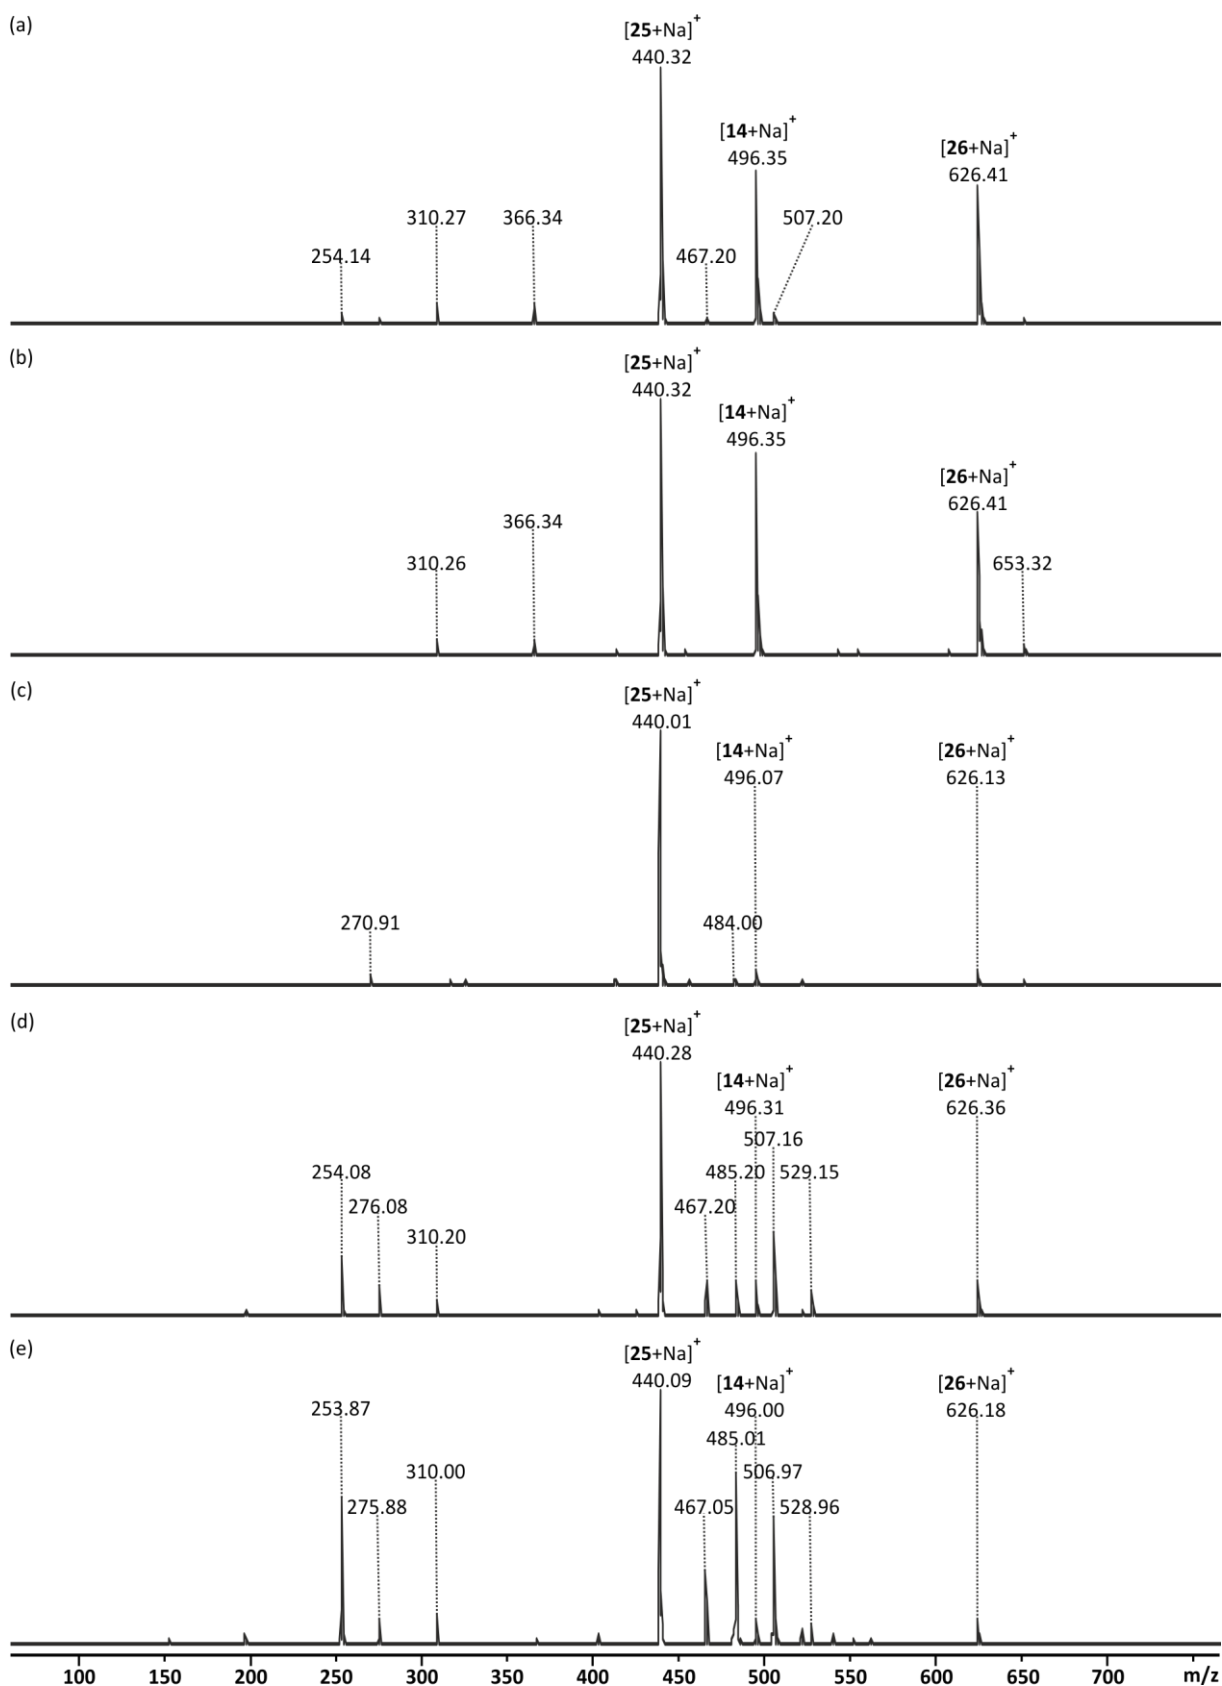 (a)
[25+Na]+
440.32
[14+Na]+
496.35
[26+Na]+
626.41
310.27
366.34
507.20
254.14
467.20
(b)
[25+Na]+
440.32
[14+Na]+
496.35
[26+Na]+
626.41
366.34
310.26
653.32
(c)
[25+Na]+
440.01
[14+Na]+
496.07
[26+Na]+
626.13
270.91
484.00
(d)
[25+Na]+
440.28
[14+Na]+
496.31
[26+Na]+
626.36
507.16
254.08
485.20
529.15
276.08
467.20
310.20
(e)
[25+Na]+
440.09
[14+Na]+
496.00
[26+Na]+
626.18
253.87
485.01
310.00
506.97
275.88
467.05
528.96
100 150 200 250 300 350 400 450 500 550 600 650 700 m/z